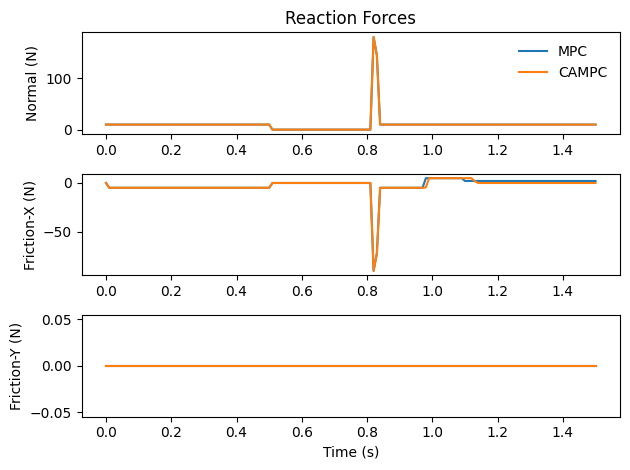 Reaction Forces
Normal (N)
100
0
MPC
CAMPC
0.0 0.2 0.4 0.6 0.8 1.0 1.2 1.4
Friction-X (N)
0
−50
0.0 0.2 0.4 0.6 0.8 1.0 1.2 1.4
Friction-Y (N)
0.05
0.00
−0.05
0.0 0.2 0.4 0.6 0.8 1.0 1.2 1.4
Time (s)